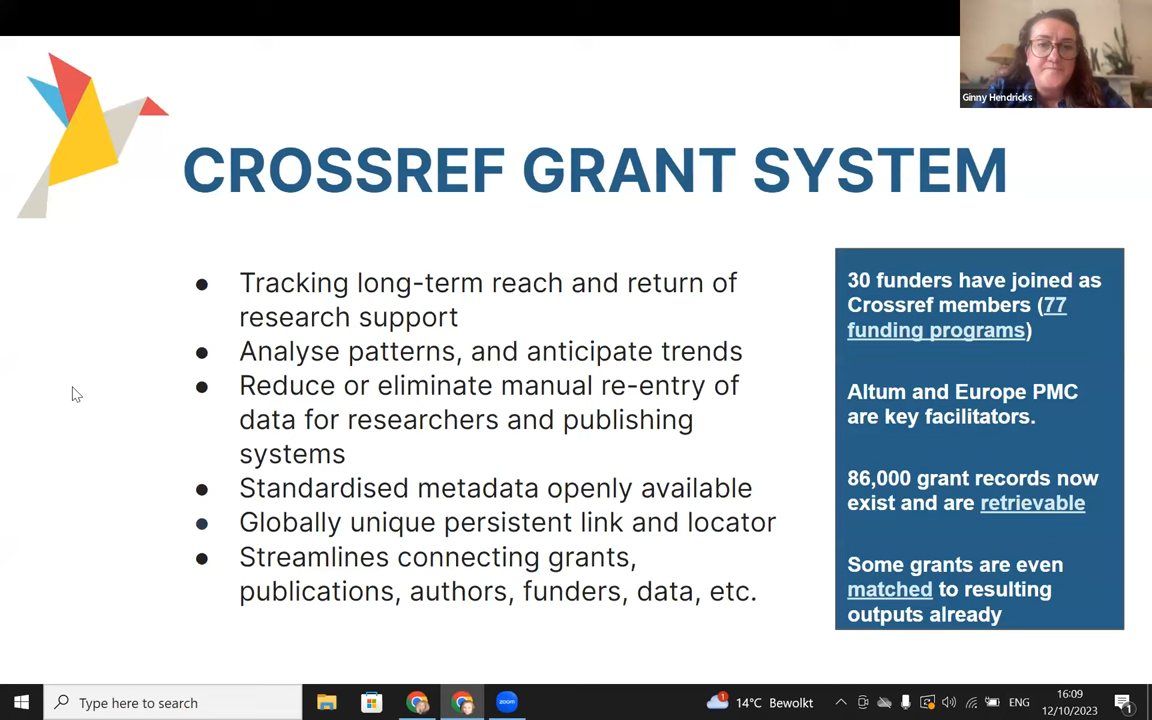 Ginny Hendricks
CROSSREF GRANT SYSTEM
● Tracking long-term reach and return of
research support
● Analyse patterns, and anticipate trends
● Reduce or eliminate manual re-entry of
data for researchers and publishing
systems
● Standardised metadata openly available
● Globally unique persistent link and locator
● Streamlines connecting grants,
publications, authors, funders, data, etc.
30 funders have joined as
Crossref members (77
funding programs)
Altum and Europe PMC
are key facilitators.
86,000 grant records now
exist and are retrievable
Some grants are even
matched to resulting
outputs already
Type here to search
zoom
1
14°C Bewolkt
ENG
16:09
12/10/2023
1